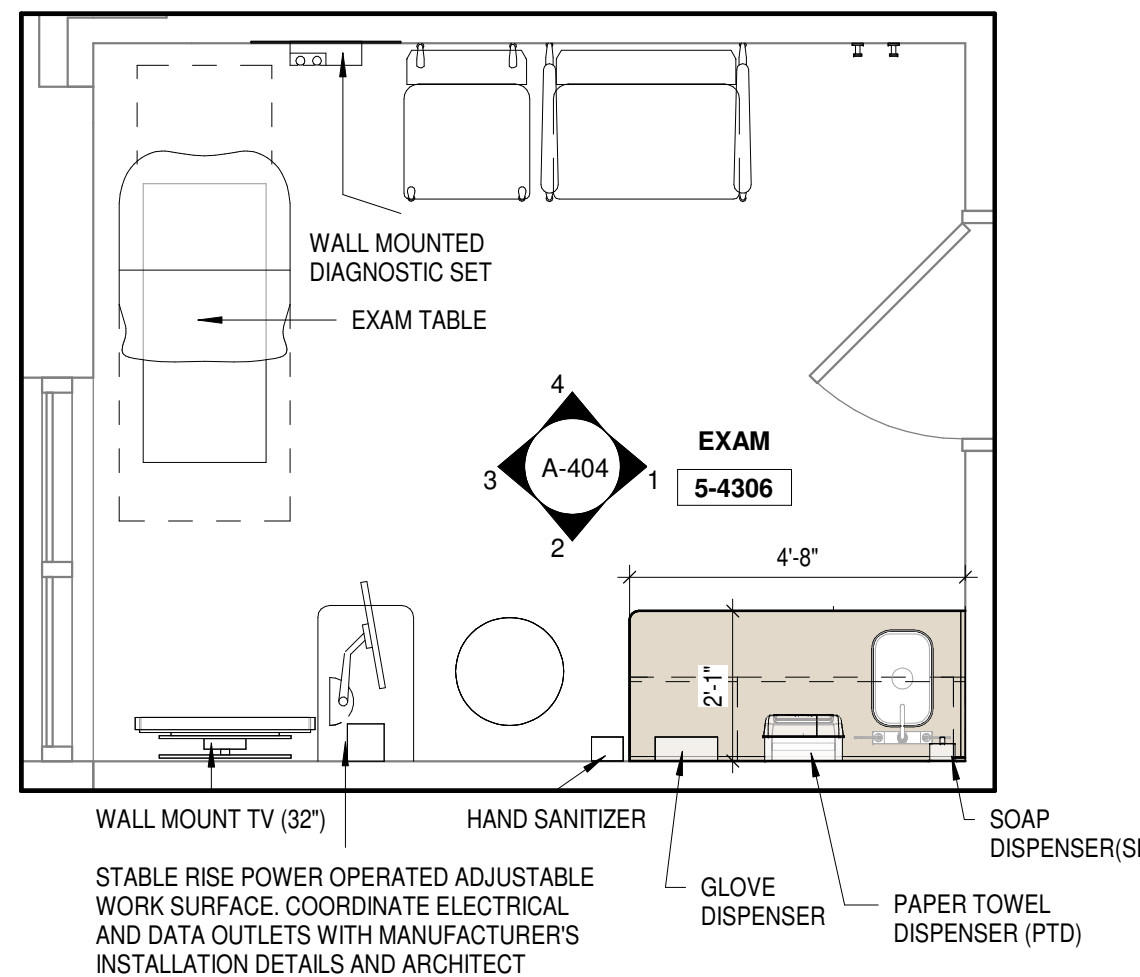 WALL MOUNTED
DIAGNOSTIC SET
EXAM TABLE
4
A-404
3
1
2
EXAM
5-4306
4'-8"
2'-1"
WALL MOUNT TV (32")
HAND SANITIZER
SOAP
STABLE RISE POWER OPERATED ADJUSTABLE
WORK SURFACE. COORDINATE ELECTRICAL
AND DATA OUTLETS WITH MANUFACTURER'S
INSTALLATION DETAILS AND ARCHITECT
GLOVE
DISPENSER
PAPER TOWEL
DISPENSER (PTD)